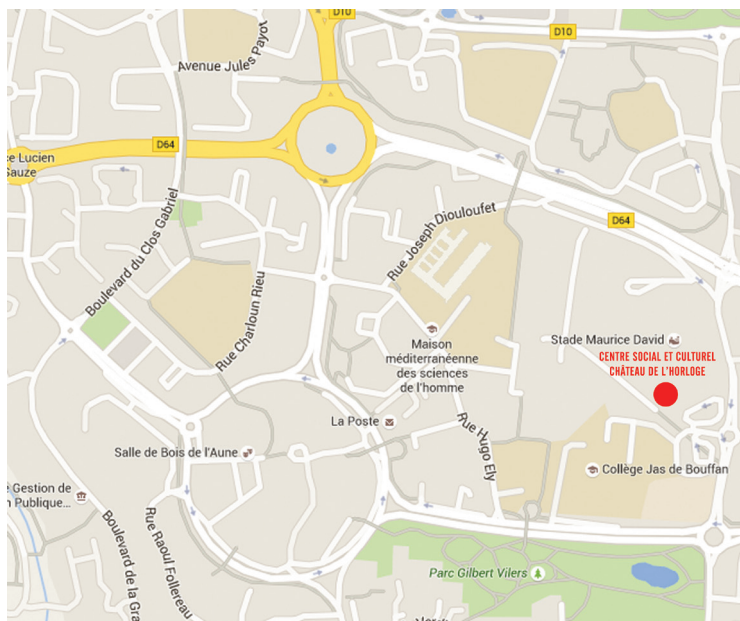 D10
D10
Avenue Jules Payot
D64
ce Lucien
Sauze
Boulevard du Clos Gabriel
Rue Joseph Diouloufet
D64
Rue Charloun Rieu
Maison
méditerranéenne
des sciences
de l'homme
Stade Maurice David
CENTRE SOCIAL ET CULTUREL
CHÂTEAU DE L'HORLOGE
La Poste
Rue Hugo Ely
Salle de Bois de l'Aune
Collège Jas de Bouffan
Gestion de
n Publique...
Boulevard de la Gra
Rue Raoul Follereau
Parc Gilbert Vilers